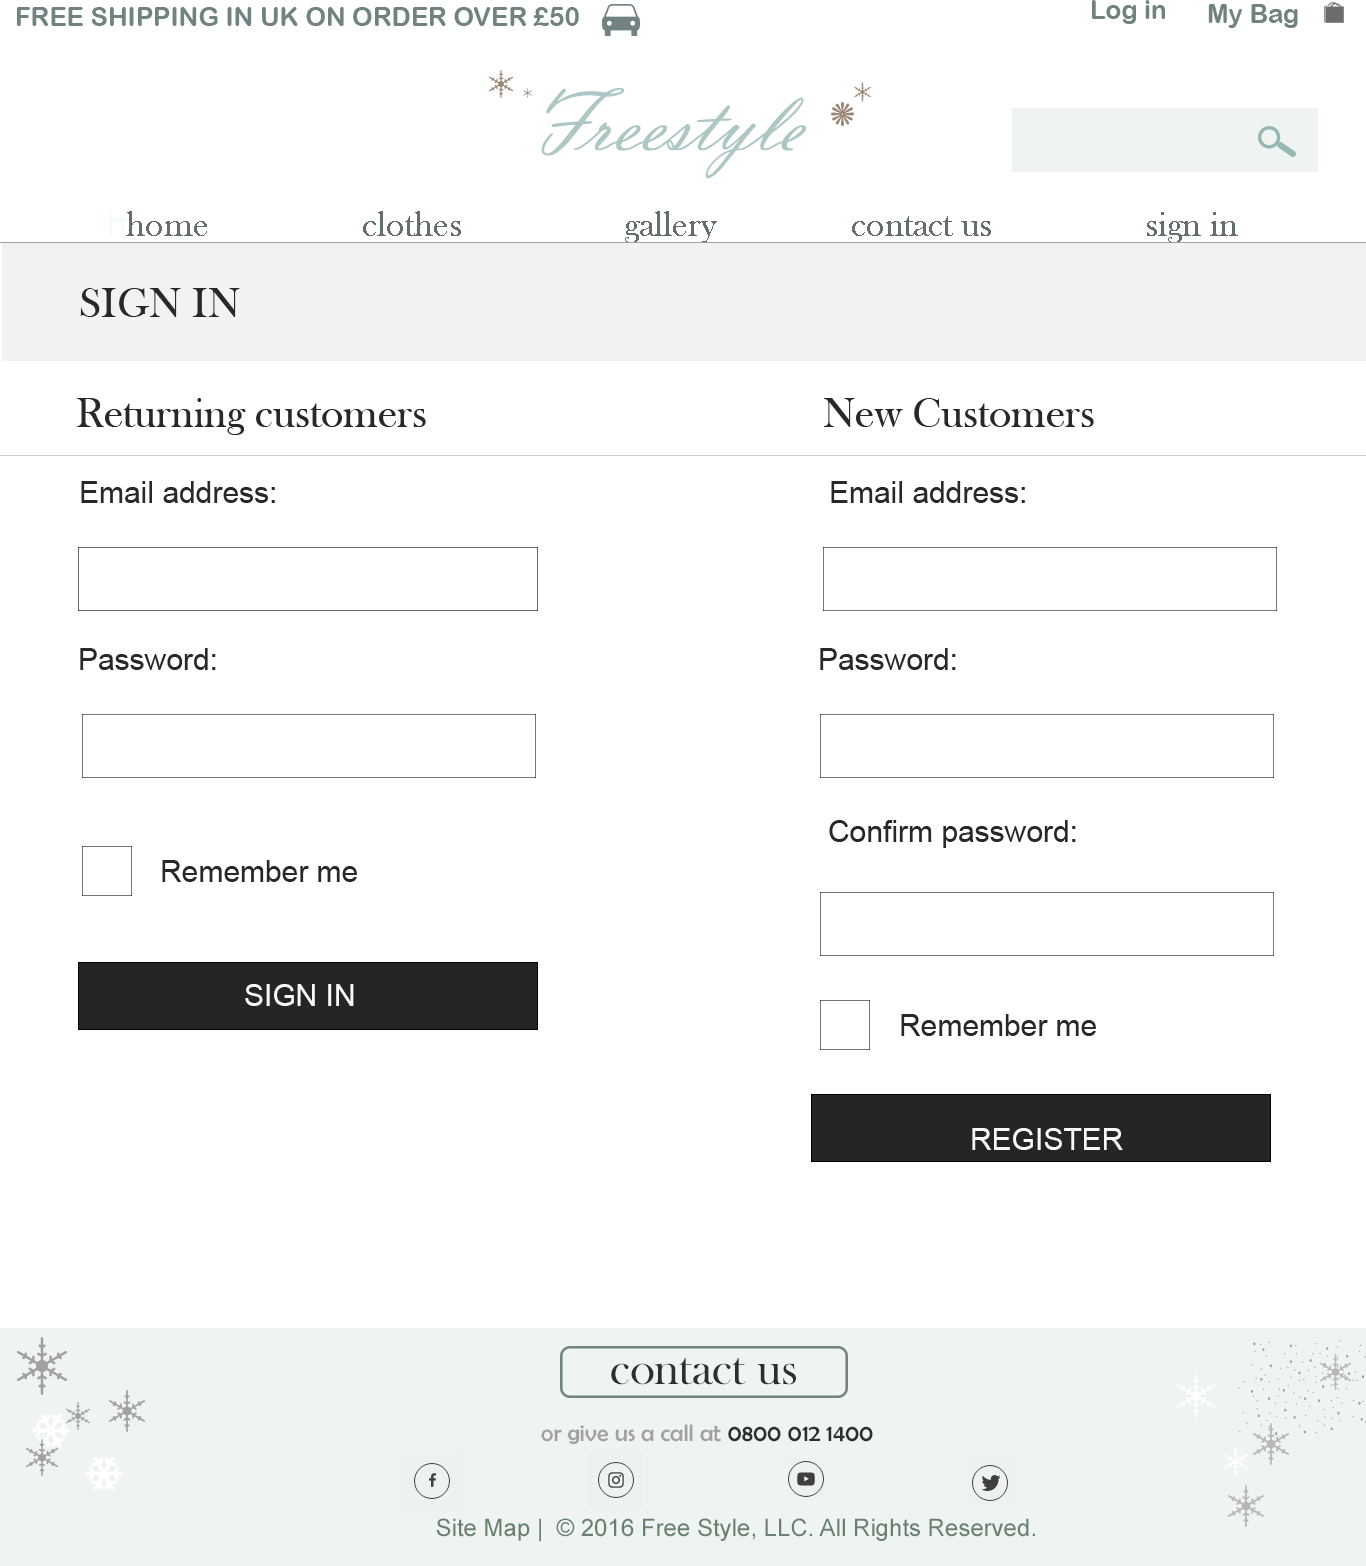 FREE SHIPPING IN UK ON ORDER OVER £50
Log in
My Bag
Freestyle
hhome
clothes
gallery
contact us
sign in
SIGN IN
Returning customers
New Customers
Email address:
Email address:
Password:
Password:
Confirm password:
Remember me
SIGN IN
Remember me
REGISTER
contact us
or give us a call at 0800 012 1400
Site Map | © 2016 Free Style, LLC. All Rights Reserved.